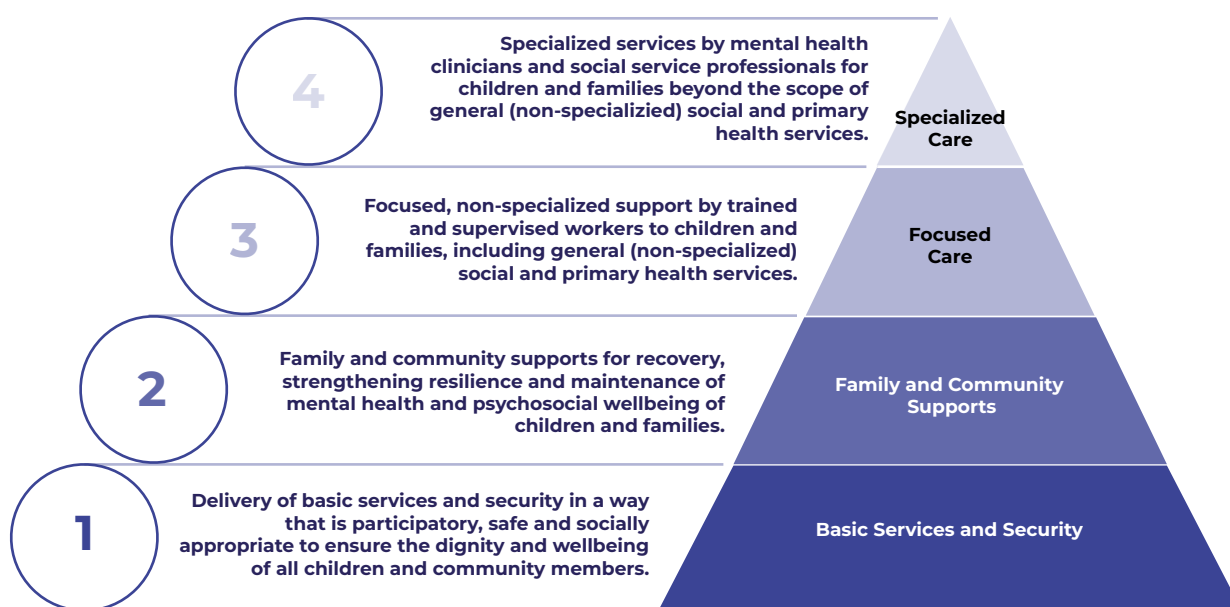 4
Specialized services by mental health
clinicians and social service professionals for
children and families beyond the scope of
general (non-specializied) social and primary
health services.
Specialized
Care
3
Focused, non-specialized support by trained
and supervised workers to children and
families, including general (non-specialized)
social and primary health services.
Focused
Care
2
Family and community supports for recovery,
strengthening resilience and maintenance of
mental health and psychosocial wellbeing of
children and families.
Family and Community
Supports
1
Delivery of basic services and security in a way
that is participatory, safe and socially
appropriate to ensure the dignity and wellbeing
of all children and community members.
Basic Services and Security